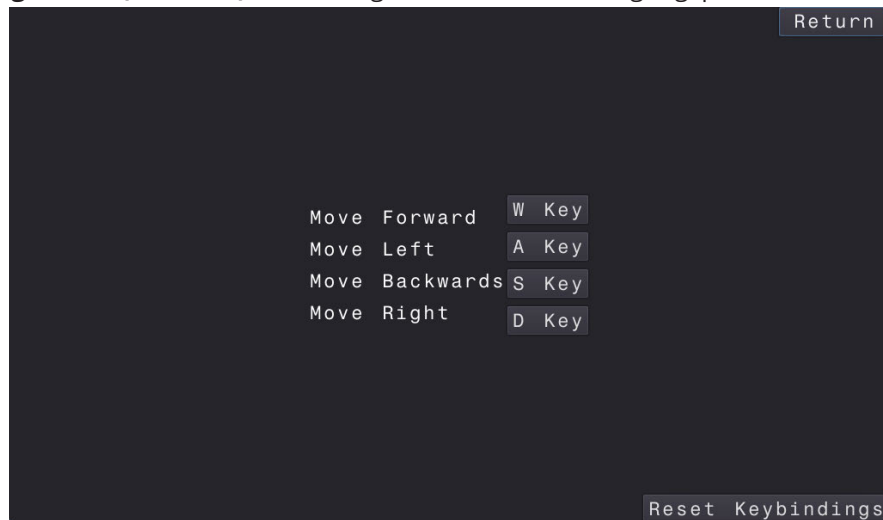 Return
Move Forward W Key
Move Left A Key
Move Backwards S Key
Move Right D Key
Reset Keybindings